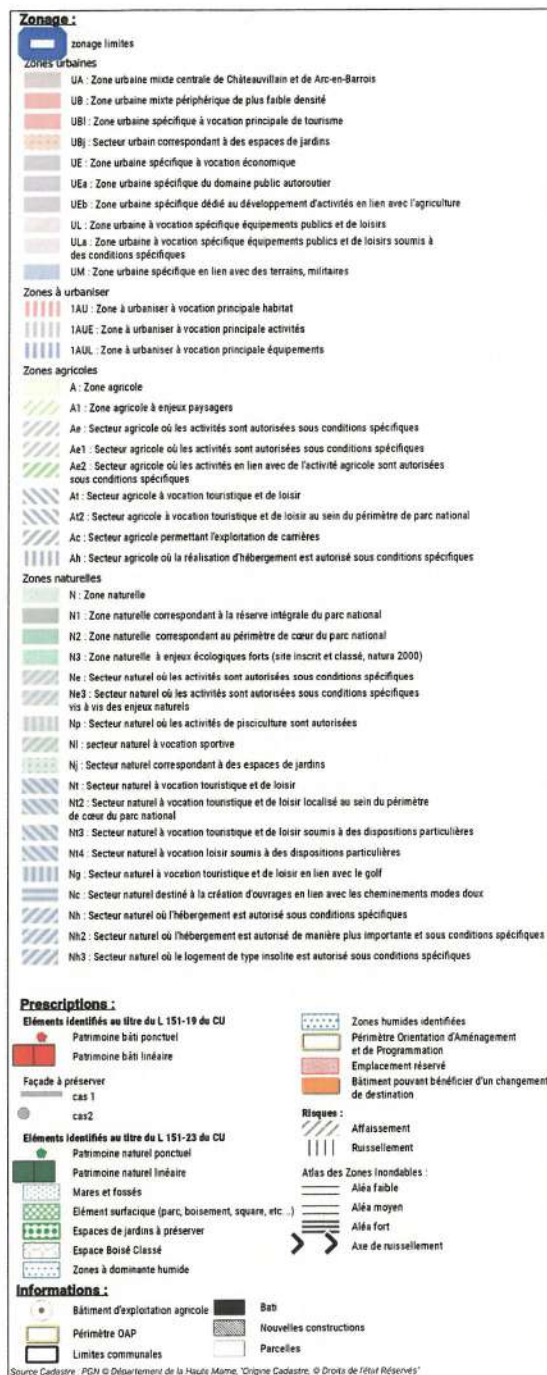 Zonage :
zonage limites
Zones urbaines
UA : Zone urbaine mixte centrale de Châteauvillain et de Arc-en-Barrois
UB : Zone urbaine mixte périphérique de plus faible densité
UBl : Zone urbaine spécifique à vocation principale de tourisme
UBj : Secteur urbain correspondant à des espaces de jardins
UE : Zone urbaine spécifique à vocation économique
UEa : Zone urbaine spécifique du domaine public autoroutier
UEb : Zone urbaine spécifique dédié au développement d'activités en lien avec l'agriculture
UL : Zone urbaine à vocation spécifique équipements publics et de loisirs
ULa : Zone urbaine à vocation spécifique équipements publics et de loisirs soumis à
des conditions spécifiques
UM : Zone urbaine spécifique en lien avec des terrains, militaires
Zones à urbaniser
1AU : Zone à urbaniser à vocation principale habitat
1AUE : Zone à urbaniser à vocation principale activités
1AUL : Zone à urbaniser à vocation principale équipements
Zones agricoles
A : Zone agricole
A1 : Zone agricole à enjeux paysagers
Ae : Secteur agricole où les activités sont autorisées sous conditions spécifiques
Ae1 : Secteur agricole où les activités sont autorisées sous conditions spécifiques
Ae2 : Secteur agricole où les activités en lien avec de l'activité agricole sont autorisées
sous conditions spécifiques
At : Secteur agricole à vocation touristique et de loisir
At2 : Secteur agricole à vocation touristique et de loisir au sein du périmètre de parc national
Ac : Secteur agricole permettant l'exploitation de carrières
Ah : Secteur agricole où la réalisation d'hébergement est autorisé sous conditions spécifiques
Zones naturelles
N : Zone naturelle
N1 : Zone naturelle correspondant à la réserve intégrale du parc national
N2 : Zone naturelle correspondant au périmètre de cœur du parc national
N3 : Zone naturelle à enjeux écologiques forts (site inscrit et classé, natura 2000)
Ne : Secteur naturel où les activités sont autorisées sous conditions spécifiques
Ne3 : Secteur naturel où les activités sont autorisées sous conditions spécifiques
vis à vis des enjeux naturels
Np : Secteur naturel où les activités de pisciculture sont autorisées
Nl : secteur naturel à vocation sportive
Nj : Secteur naturel correspondant à des espaces de jardins
Nt : Secteur naturel à vocation touristique et de loisir
Nt2 : Secteur naturel à vocation touristique et de loisir localisé au sein du périmètre
de cœur du parc national
Nt3 : Secteur naturel à vocation touristique et de loisir soumis à des dispositions particulières
Nt4 : Secteur naturel à vocation loisir soumis à des dispositions particulières
Ng : Secteur naturel à vocation touristique et de loisir en lien avec le golf
Nc : Secteur naturel destiné à la création d'ouvrages en lien avec les cheminements modes doux
Nh : Secteur naturel où l'hébergement est autorisé sous conditions spécifiques
Nh2 : Secteur naturel où l'hébergement est autorisé de manière plus importante et sous conditions spécifiques
Nh3 : Secteur naturel où le logement de type insolite est autorisé sous conditions spécifiques
Prescriptions :
Eléments identifiés au titre du L 151-19 du CU
Patrimoine bâti ponctuel
Patrimoine bâti linéaire
Façade à préserver
cas 1
cas2
Eléments identifiés au titre du L 151-23 du CU
Patrimoine naturel ponctuel
Patrimoine naturel linéaire
Mares et fossés
Elément surfacique (parc, boisement, square, etc...)
Espaces de jardins à préserver
Espace Boisé Classé
Zones à dominante humide
Zones humides identifiées
Périmètre Orientation d'Aménagement
et de Programmation
Emplacement réservé
Bâtiment pouvant bénéficier d'un changement
de destination
Risques :
Affaissement
Ruissellement
Atlas des Zones Inondables :
Aléa faible
Aléa moyen
Aléa fort
Axe de ruissellement
Informations :
Bâtiment d'exploitation agricole
Périmètre OAP
Limites communales
Bati
Nouvelles constructions
Parcelles
Source Cadastre : PGN © Département de la Haute Marne, "Origine Cadastre, © Droits de l'état Réservés"